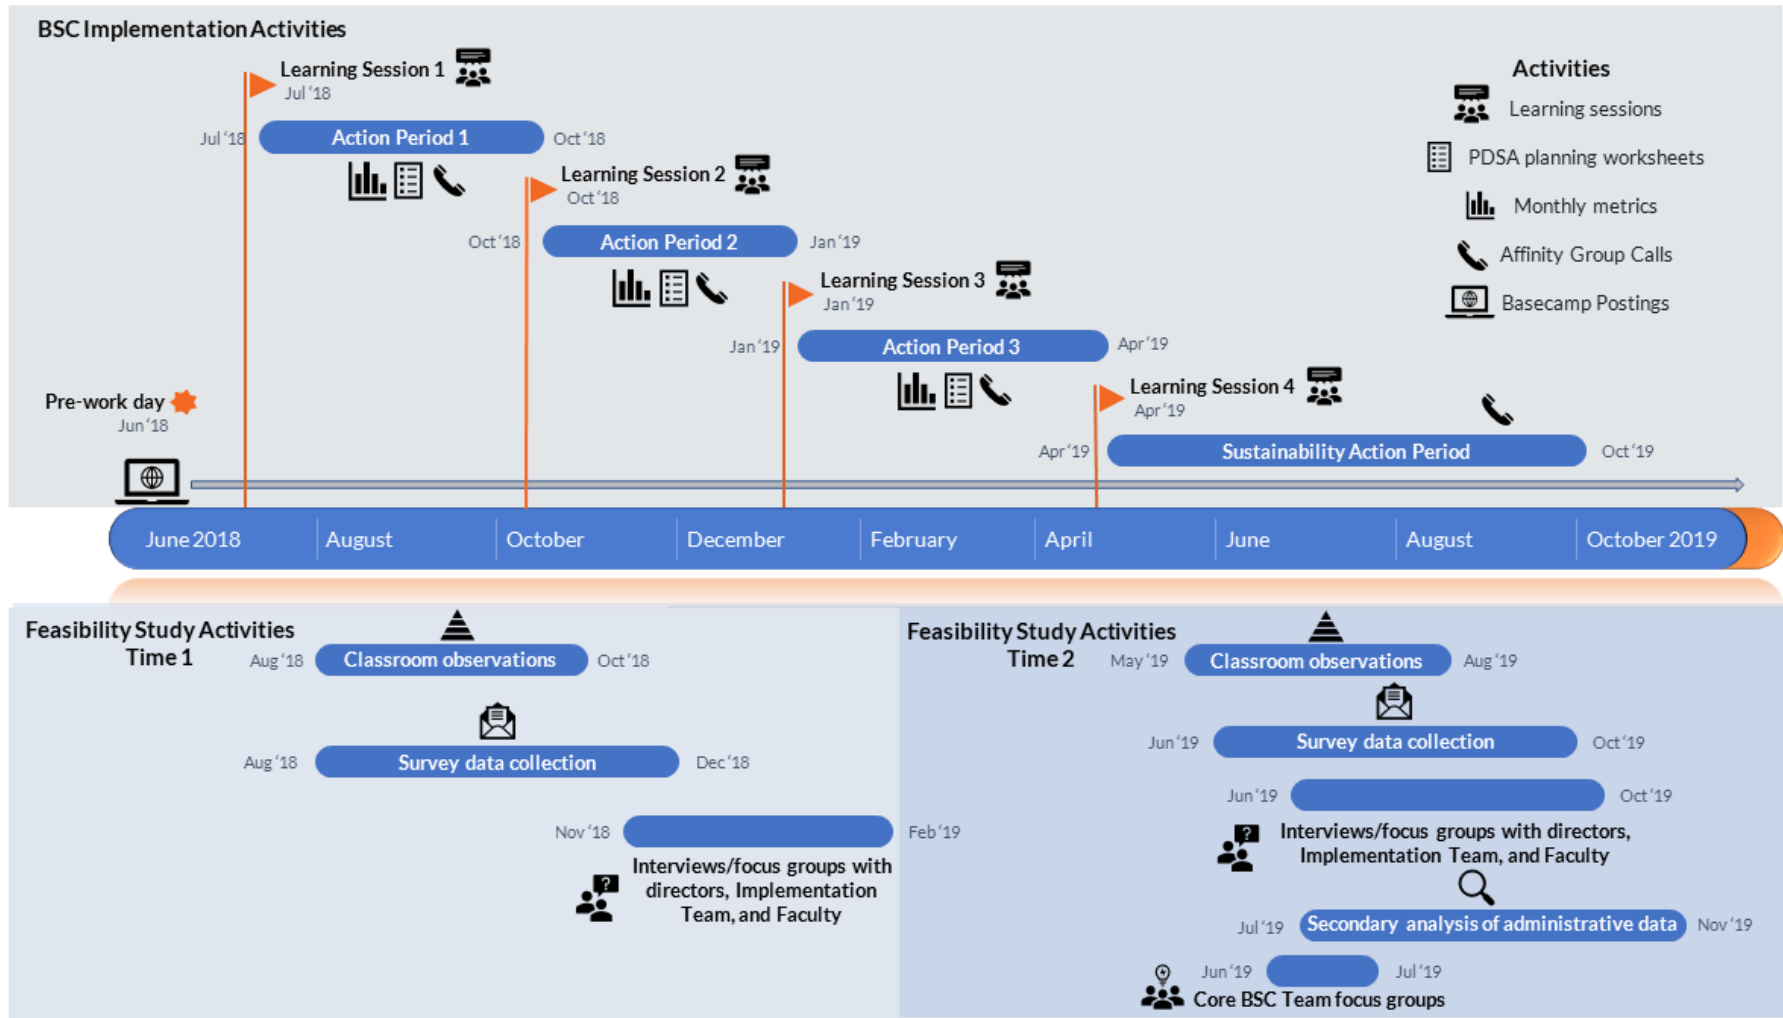 BSC Implementation Activities
Learning Session 1
Jul ‘18
Jul ‘18
Action Period 1
Oct ‘18
Learning Session 2
Oct ‘18
Oct ‘18
Action Period 2
Jan ‘19
Learning Session 3
Jan ‘19
Jan ‘19
Action Period 3
Apr ‘19
Learning Session 4
Apr ‘19
Apr ‘19
Sustainability Action Period
Oct ‘19
Pre-work day
Jun ‘18
Activities
Learning sessions
PDSA planning worksheets
Monthly metrics
Affinity Group Calls
Basecamp Postings
June 2018
August
October
December
February
April
June
August
October 2019
Feasibility Study Activities
Time 1
Aug ‘18
Classroom observations
Oct ‘18
Aug ‘18
Survey data collection
Dec ‘18
Nov ‘18
Feb ‘19
?
Interviews/focus groups with
directors, Implementation
Team, and Faculty
Feasibility Study Activities
Time 2
May ‘19
Classroom observations
Aug ‘19
Jun ‘19
Survey data collection
Oct ‘19
Jun ‘19
Oct ‘19
?
Interviews/focus groups with directors,
Implementation Team, and Faculty
Jul ‘19
Secondary analysis of administrative data
Nov ‘19
Jun ‘19
Jul ‘19
Core BSC Team focus groups